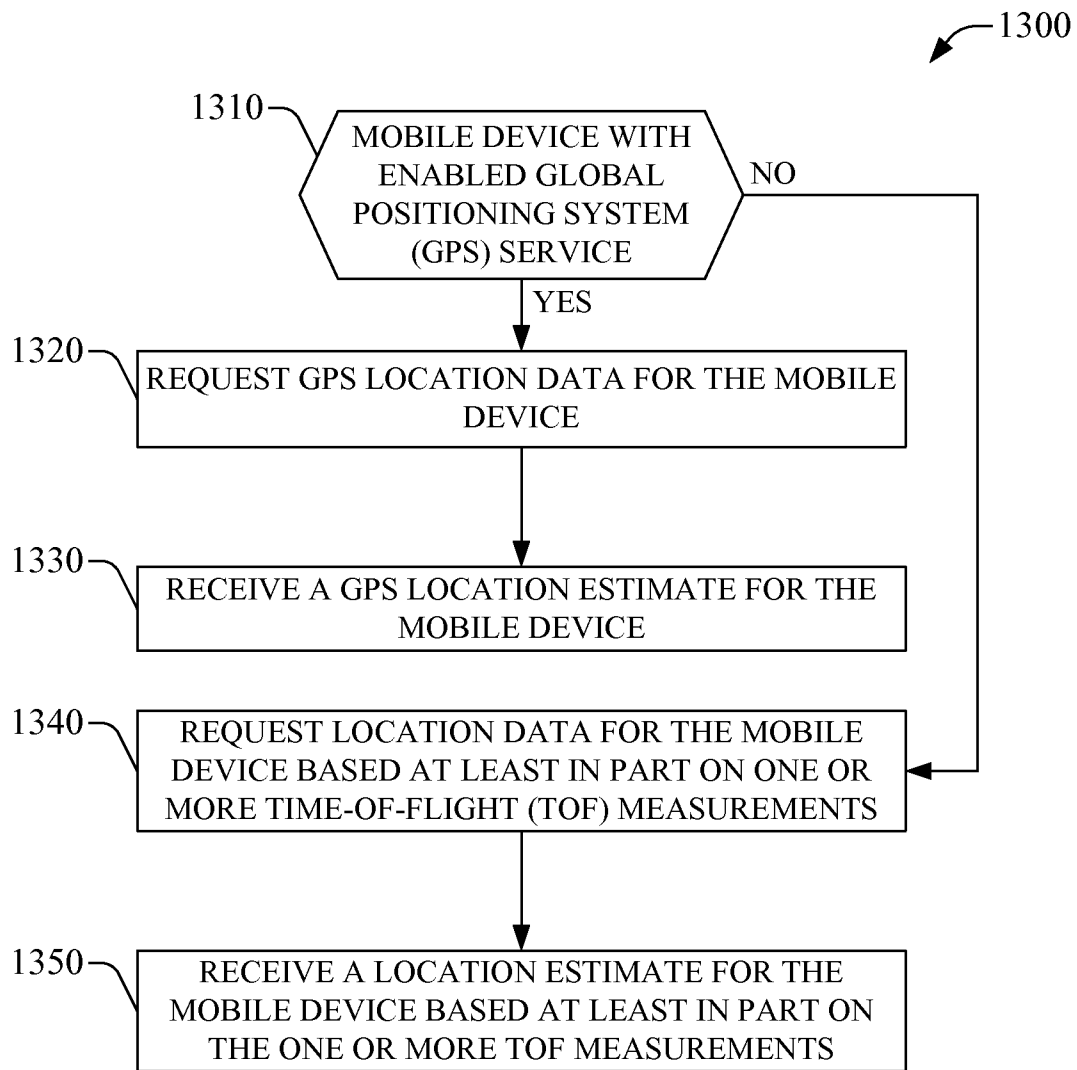 1300
1310
MOBILE DEVICE WITH
ENABLED GLOBAL
POSITIONING SYSTEM
(GPS) SERVICE
NO
YES
1320
REQUEST GPS LOCATION DATA FOR THE MOBILE
DEVICE
1330
RECEIVE A GPS LOCATION ESTIMATE FOR THE
MOBILE DEVICE
1340
REQUEST LOCATION DATA FOR THE MOBILE
DEVICE BASED AT LEAST IN PART ON ONE OR
MORE TIME-OF-FLIGHT (TOF) MEASUREMENTS
1350
RECEIVE A LOCATION ESTIMATE FOR THE
MOBILE DEVICE BASED AT LEAST IN PART ON
THE ONE OR MORE TOF MEASUREMENTS